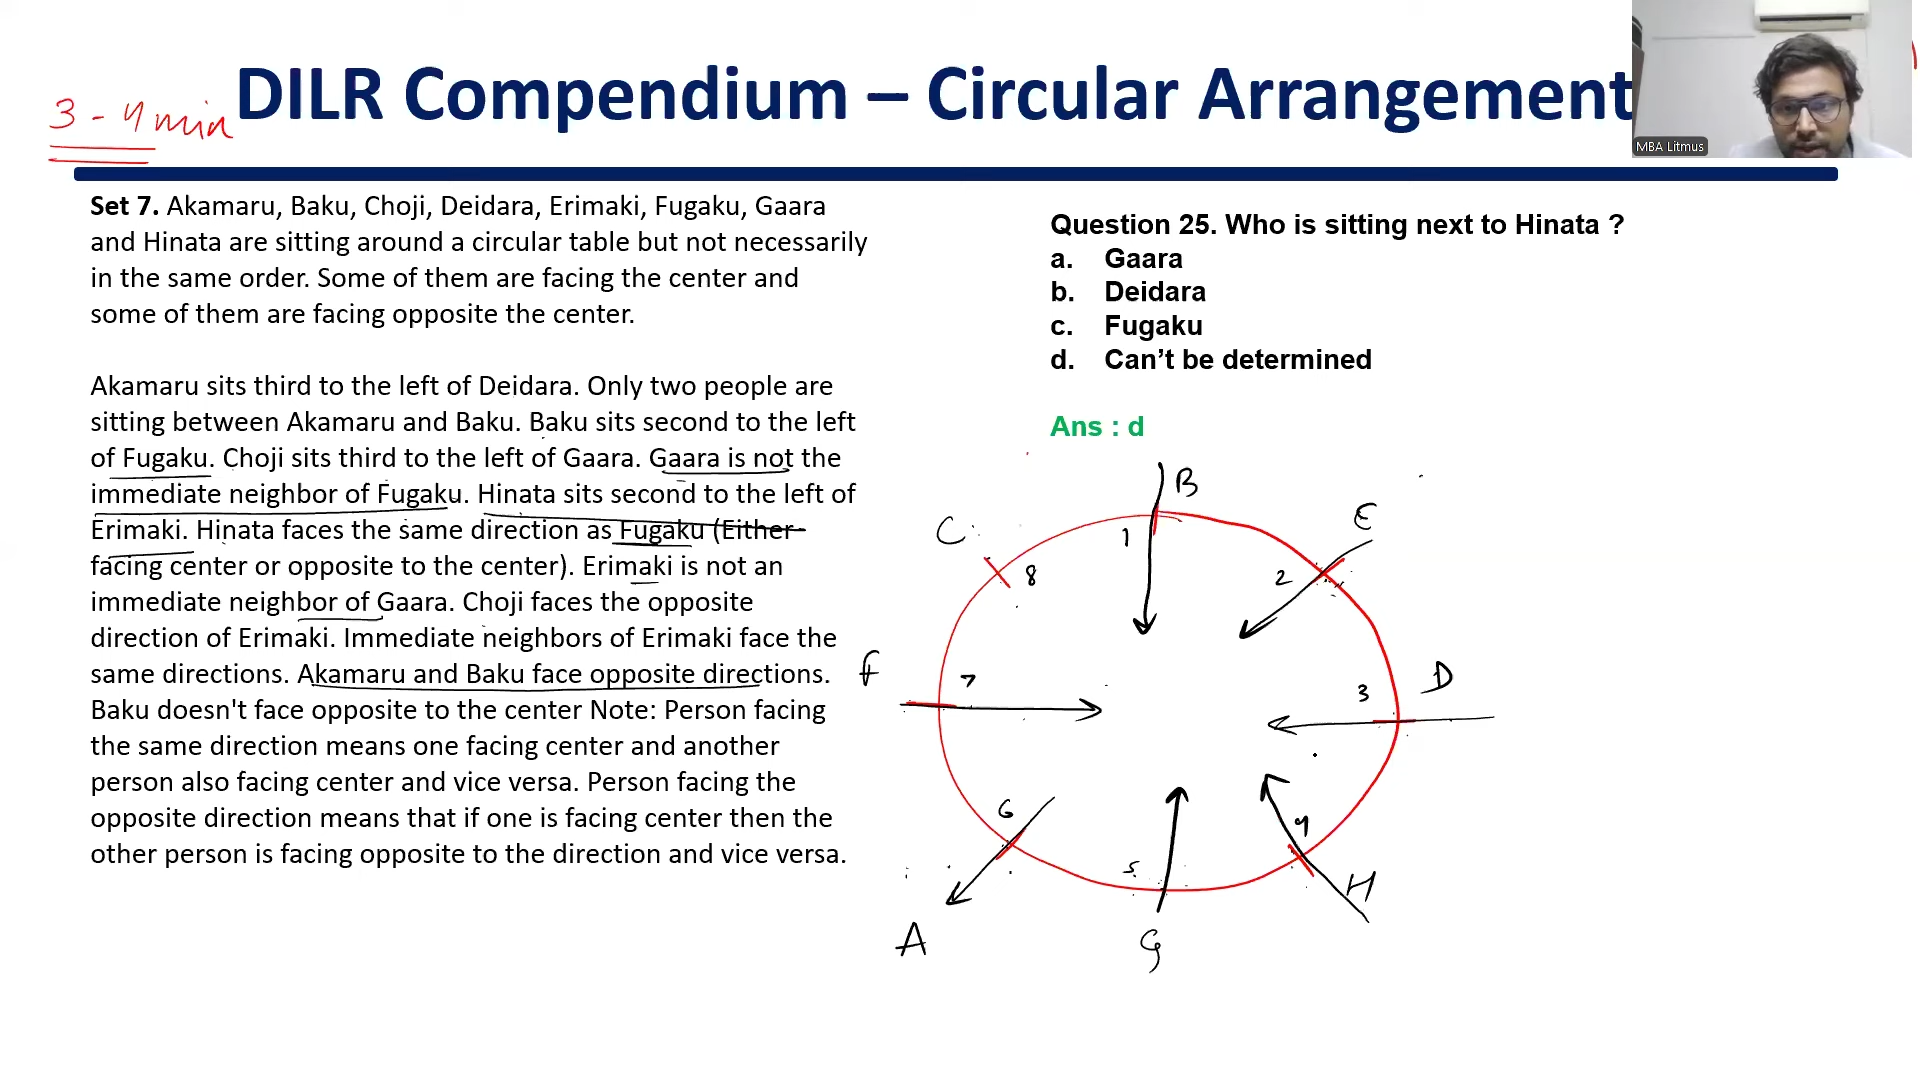 3 - 4 min
DILR Compendium – Circular Arrangement
MBA Litmus
Set 7. Akamaru, Baku, Choji, Deidara, Erimaki, Fugaku, Gaara
and Hinata are sitting around a circular table but not necessarily
in the same order. Some of them are facing the center and
some of them are facing opposite the center.
Akamaru sits third to the left of Deidara. Only two people are
sitting between Akamaru and Baku. Baku sits second to the left
of Fugaku. Choji sits third to the left of Gaara. Gaara is not the
immediate neighbor of Fugaku. Hinata sits second to the left of
Erimaki. Hinata faces the same direction as Fugaku (Either
facing center or opposite to the center). Erimaki is not an
immediate neighbor of Gaara. Choji faces the opposite
direction of Erimaki. Immediate neighbors of Erimaki face the
same directions. Akamaru and Baku face opposite directions.
Baku doesn't face opposite to the center Note: Person facing
the same direction means one facing center and another
person also facing center and vice versa. Person facing the
opposite direction means that if one is facing center then the
other person is facing opposite to the direction and vice versa.
Question 25. Who is sitting next to Hinata ?
a. Gaara
b. Deidara
c. Fugaku
d. Can’t be determined
Ans : d
B
C
E
1
8
2
F
7
3
D
6
4
5
H
A
G